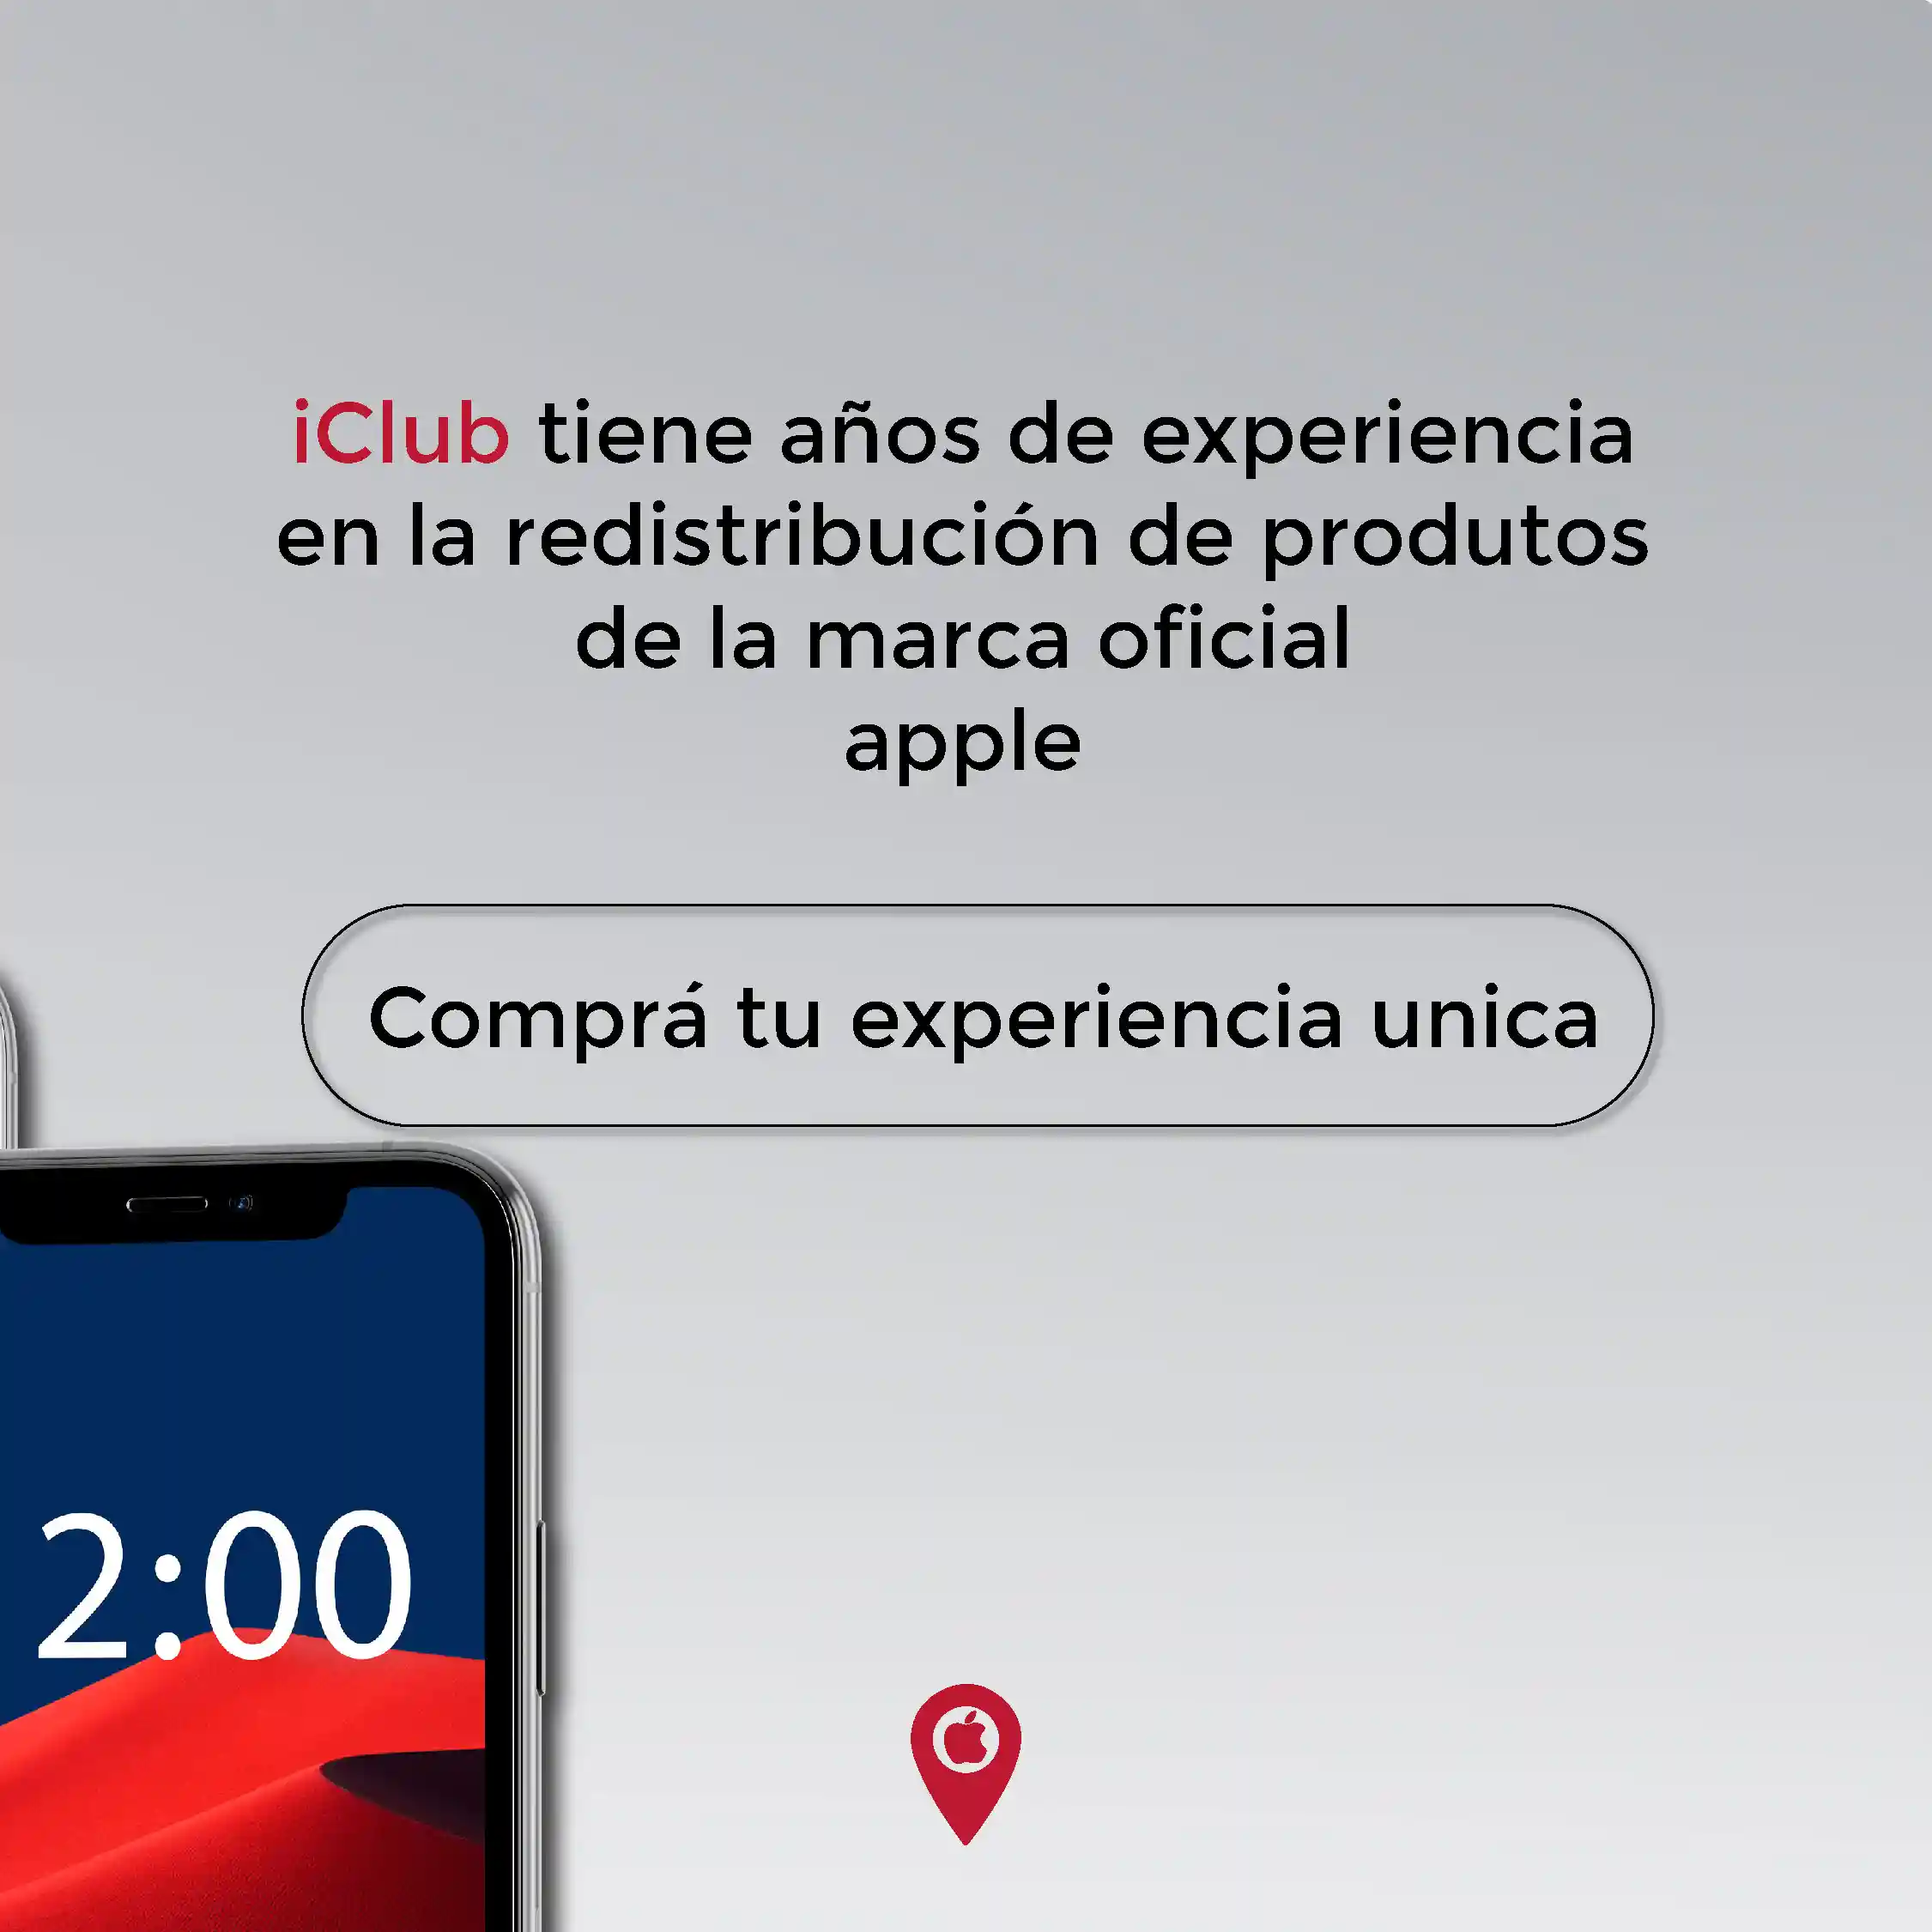 iClub tiene años de experiencia
en la redistribución de produtos
de la marca oficial
apple
Comprá tu experiencia unica
2:00